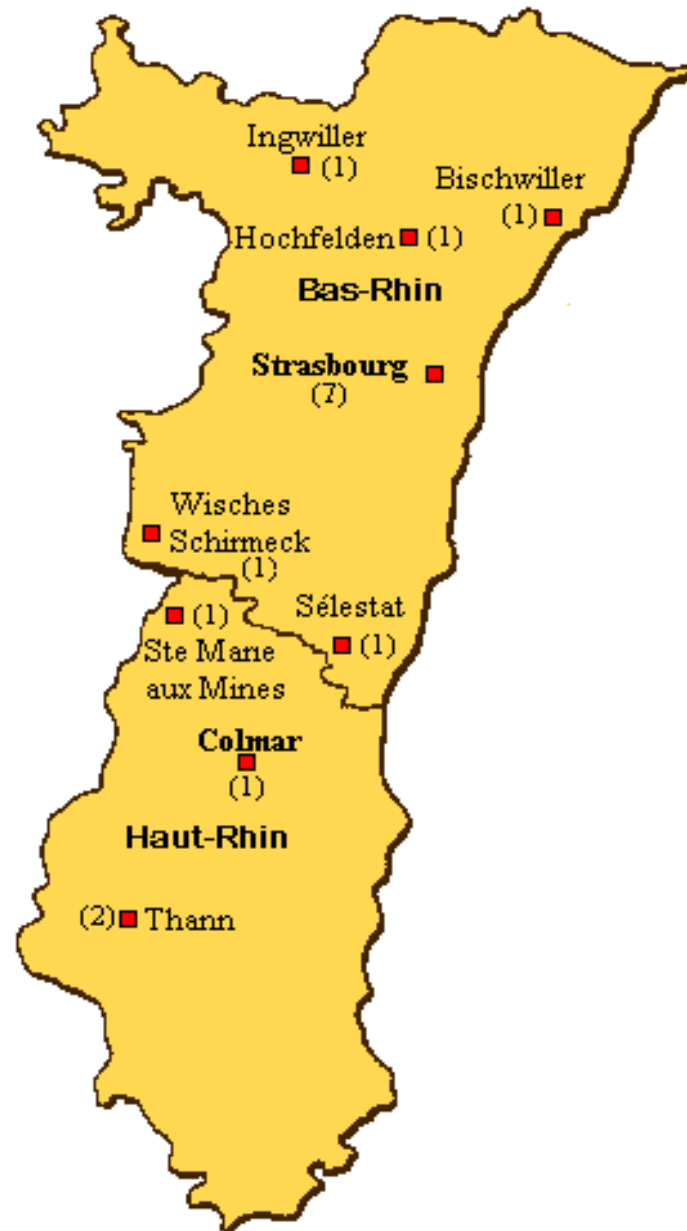 Ingwiller
(1)
Bischwiller
(1)
Hochfelden (1)
Bas-Rhin
Strasbourg
(7)
Wisches
Schirmeck
(1)
Sélestat
(1)
(1)
Ste Marie
aux Mines
Colmar
(1)
Haut-Rhin
(2) Thann